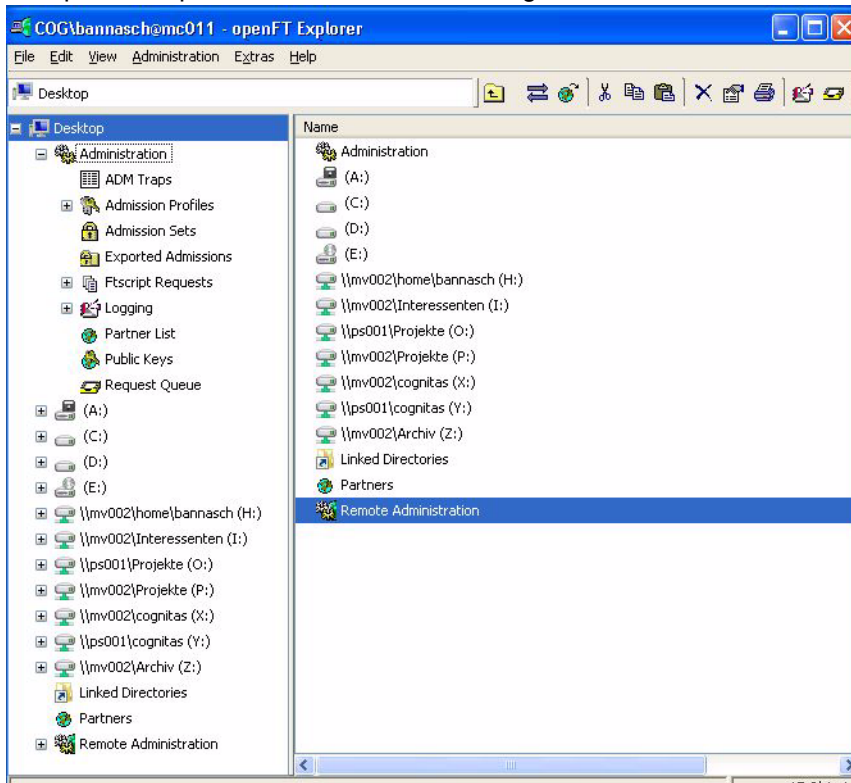 COG\bannasch@mc011 - openFT Explorer
File Edit View Administration Extras Help
Desktop
Desktop
Administration
ADM Traps
Admission Profiles
Admission Sets
Exported Admissions
Ftscript Requests
Logging
Partner List
Public Keys
Request Queue
(A:)
(C:)
(D:)
(E:)
\\mv002\home\bannasch (H:)
\\mv002\Interessenten (I:)
\\ps001\Projekte (O:)
\\mv002\Projekte (P:)
\\mv002\cognitas (X:)
\\ps001\cognitas (Y:)
\\mv002\Archiv (Z:)
Linked Directories
Partners
Remote Administration
Name
Administration
(A:)
(C:)
(D:)
(E:)
\\mv002\home\bannasch (H:)
\\mv002\Interessenten (I:)
\\ps001\Projekte (O:)
\\mv002\Projekte (P:)
\\mv002\cognitas (X:)
\\ps001\cognitas (Y:)
\\mv002\Archiv (Z:)
Linked Directories
Partners
Remote Administration